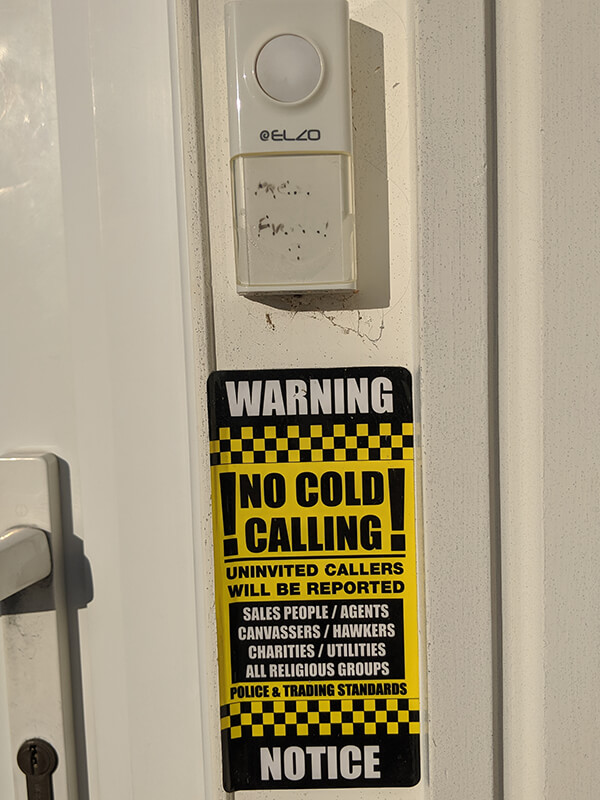 @ELZO
WARNING
! NO COLD !
CALLING
UNINVITED CALLERS
WILL BE REPORTED
SALES PEOPLE / AGENTS
CANVASSERS / HAWKERS
CHARITIES / UTILITIES
ALL RELIGIOUS GROUPS
POLICE & TRADING STANDARDS
NOTICE